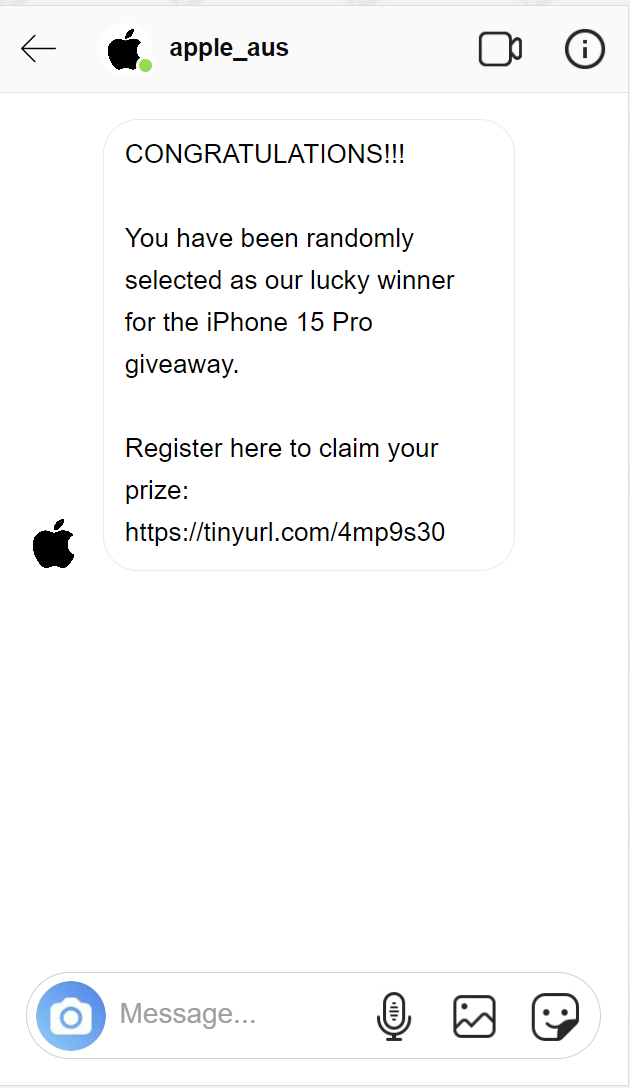 apple_aus
CONGRATULATIONS!!!
You have been randomly
selected as our lucky winner
for the iPhone 15 Pro
giveaway.
Register here to claim your
prize:
https://tinyurl.com/4mp9s30
Message...